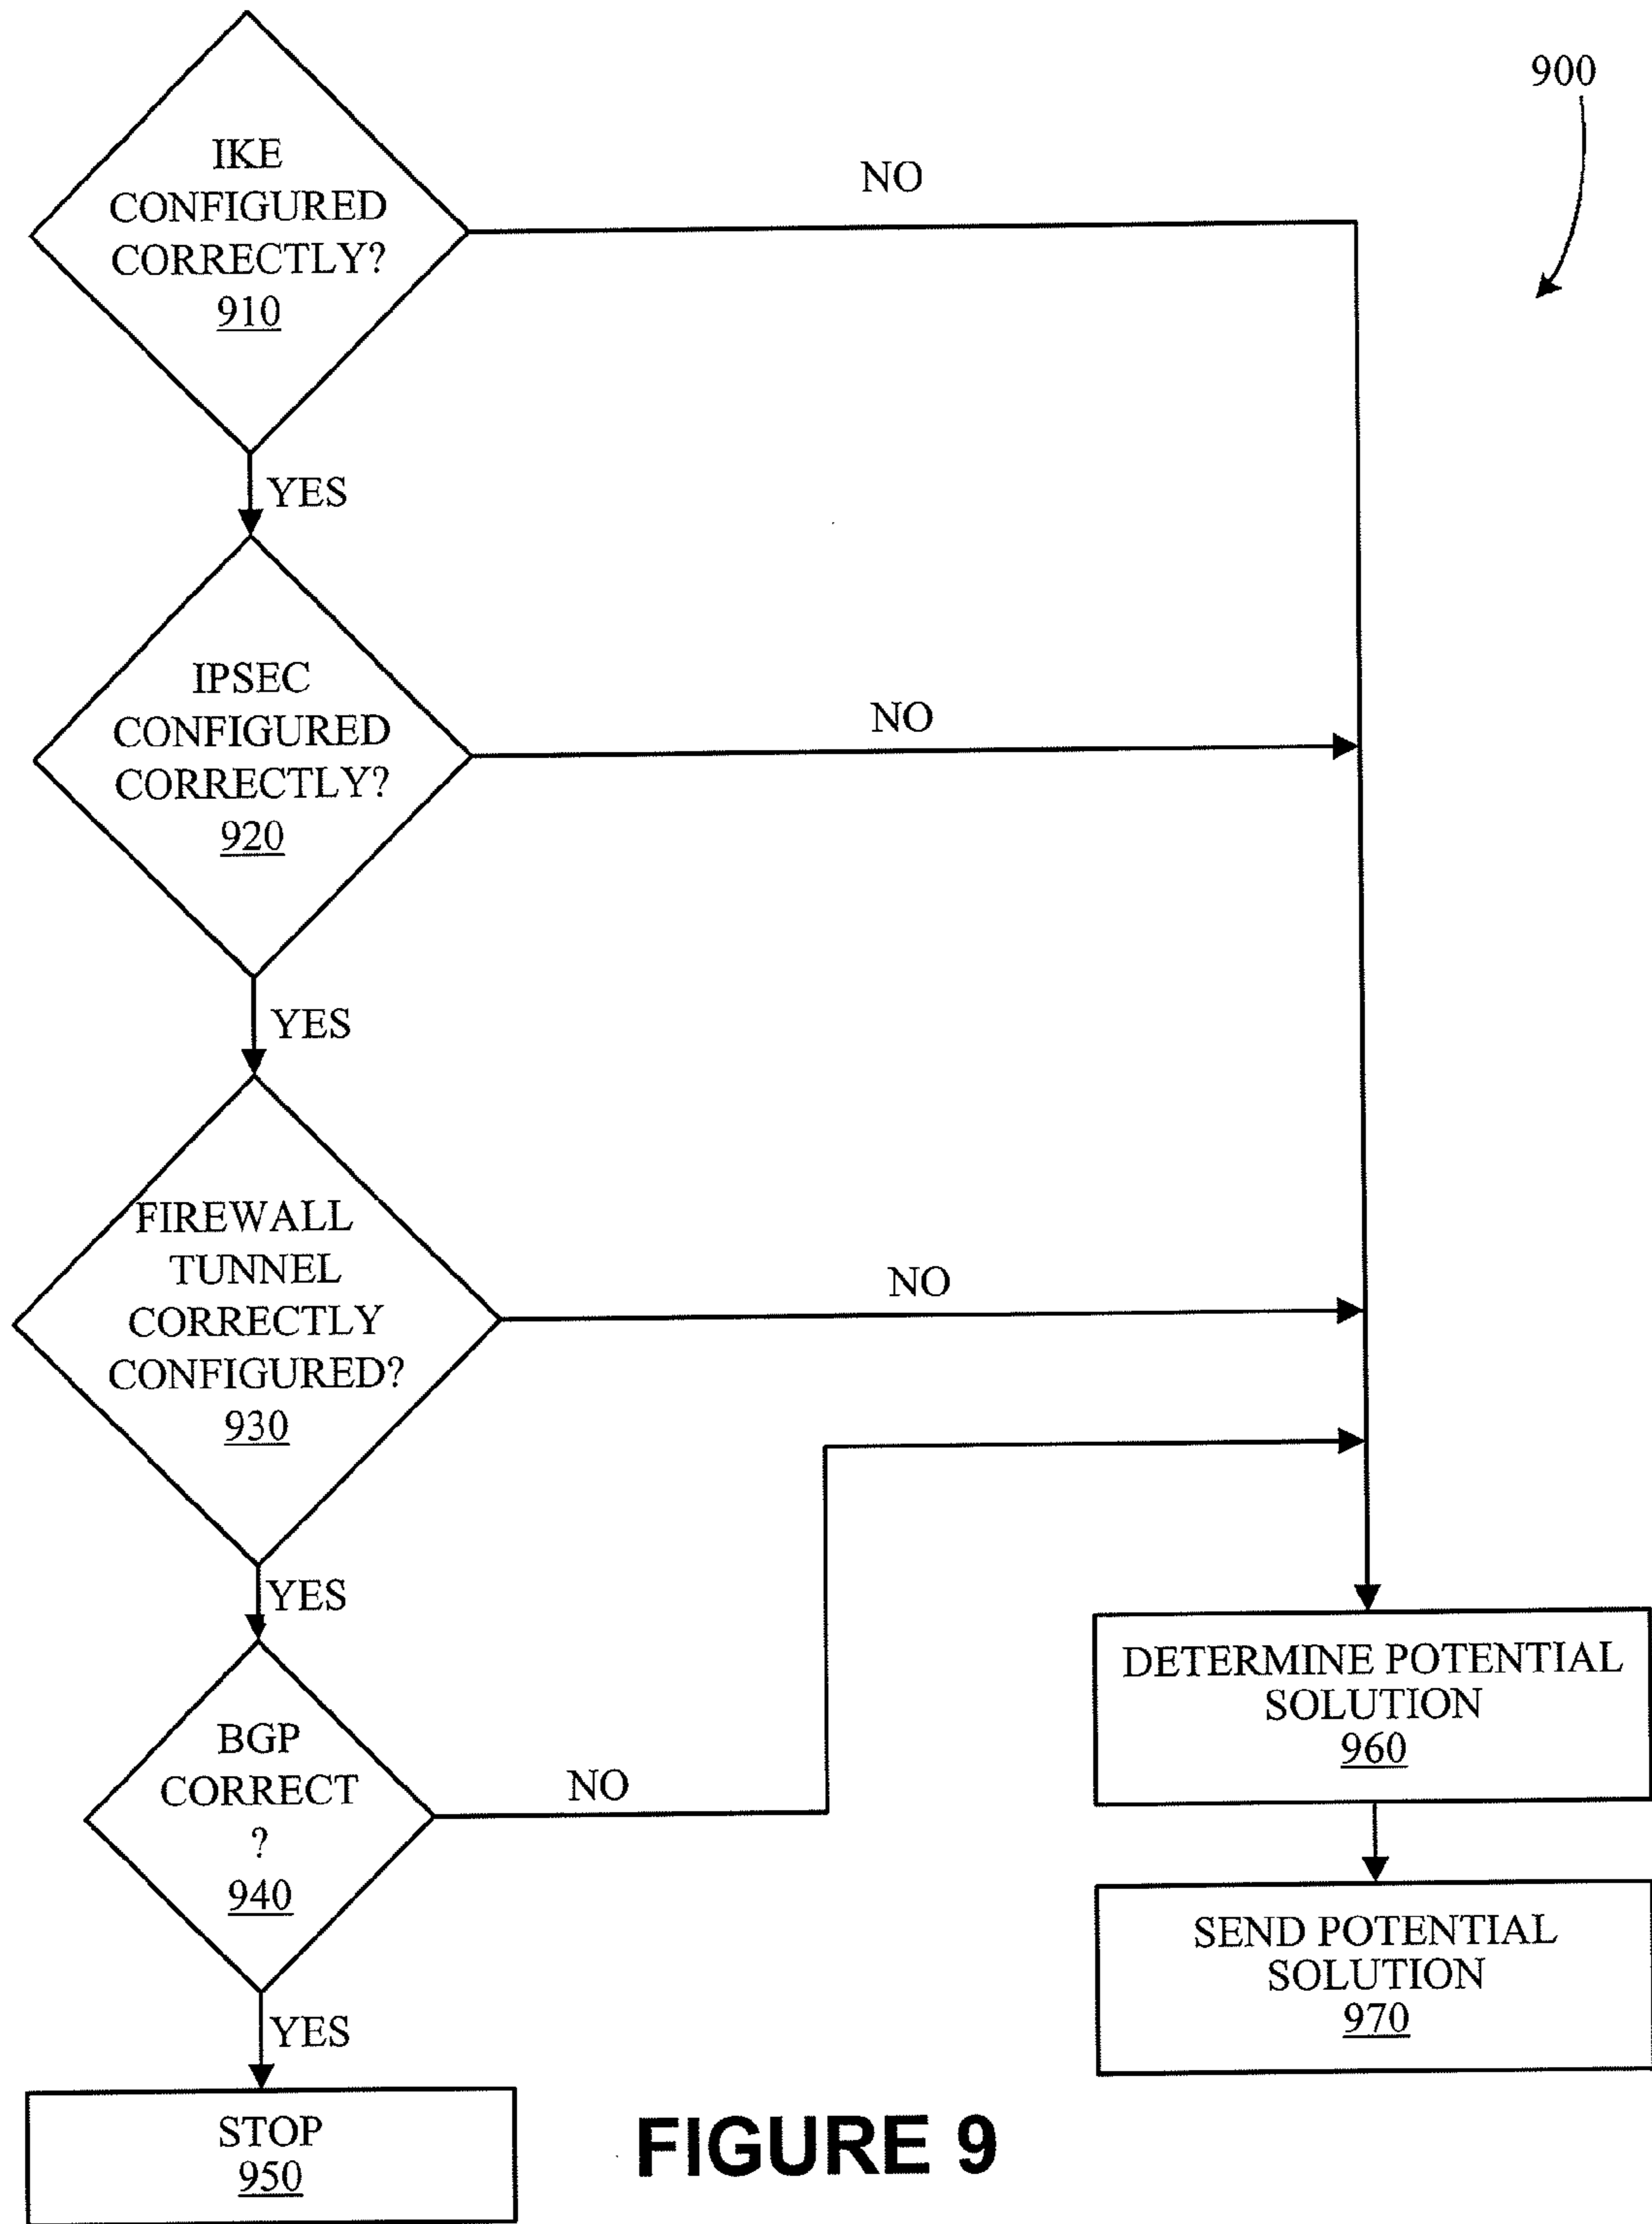 900
IKE
CONFIGURED
CORRECTLY?
910
NO
YES
IPSEC
CONFIGURED
CORRECTLY?
920
NO
YES
FIREWALL
TUNNEL
CORRECTLY
CONFIGURED?
930
NO
YES
BGP
CORRECT
?
940
NO
YES
STOP
950
DETERMINE POTENTIAL
SOLUTION
960
SEND POTENTIAL
SOLUTION
970
FIGURE 9